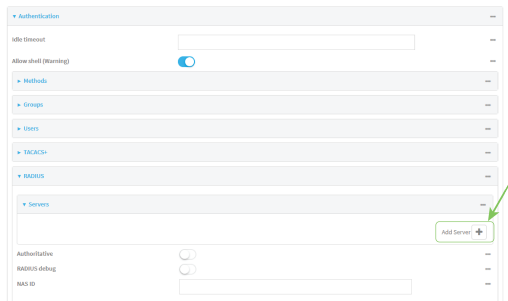 Authentication
Idle timeout
Allow shell (Warning)
Methods
Groups
Users
TACACS+
RADIUS
Servers
Add Server
Authoritative
RADIUS debug
NAS ID